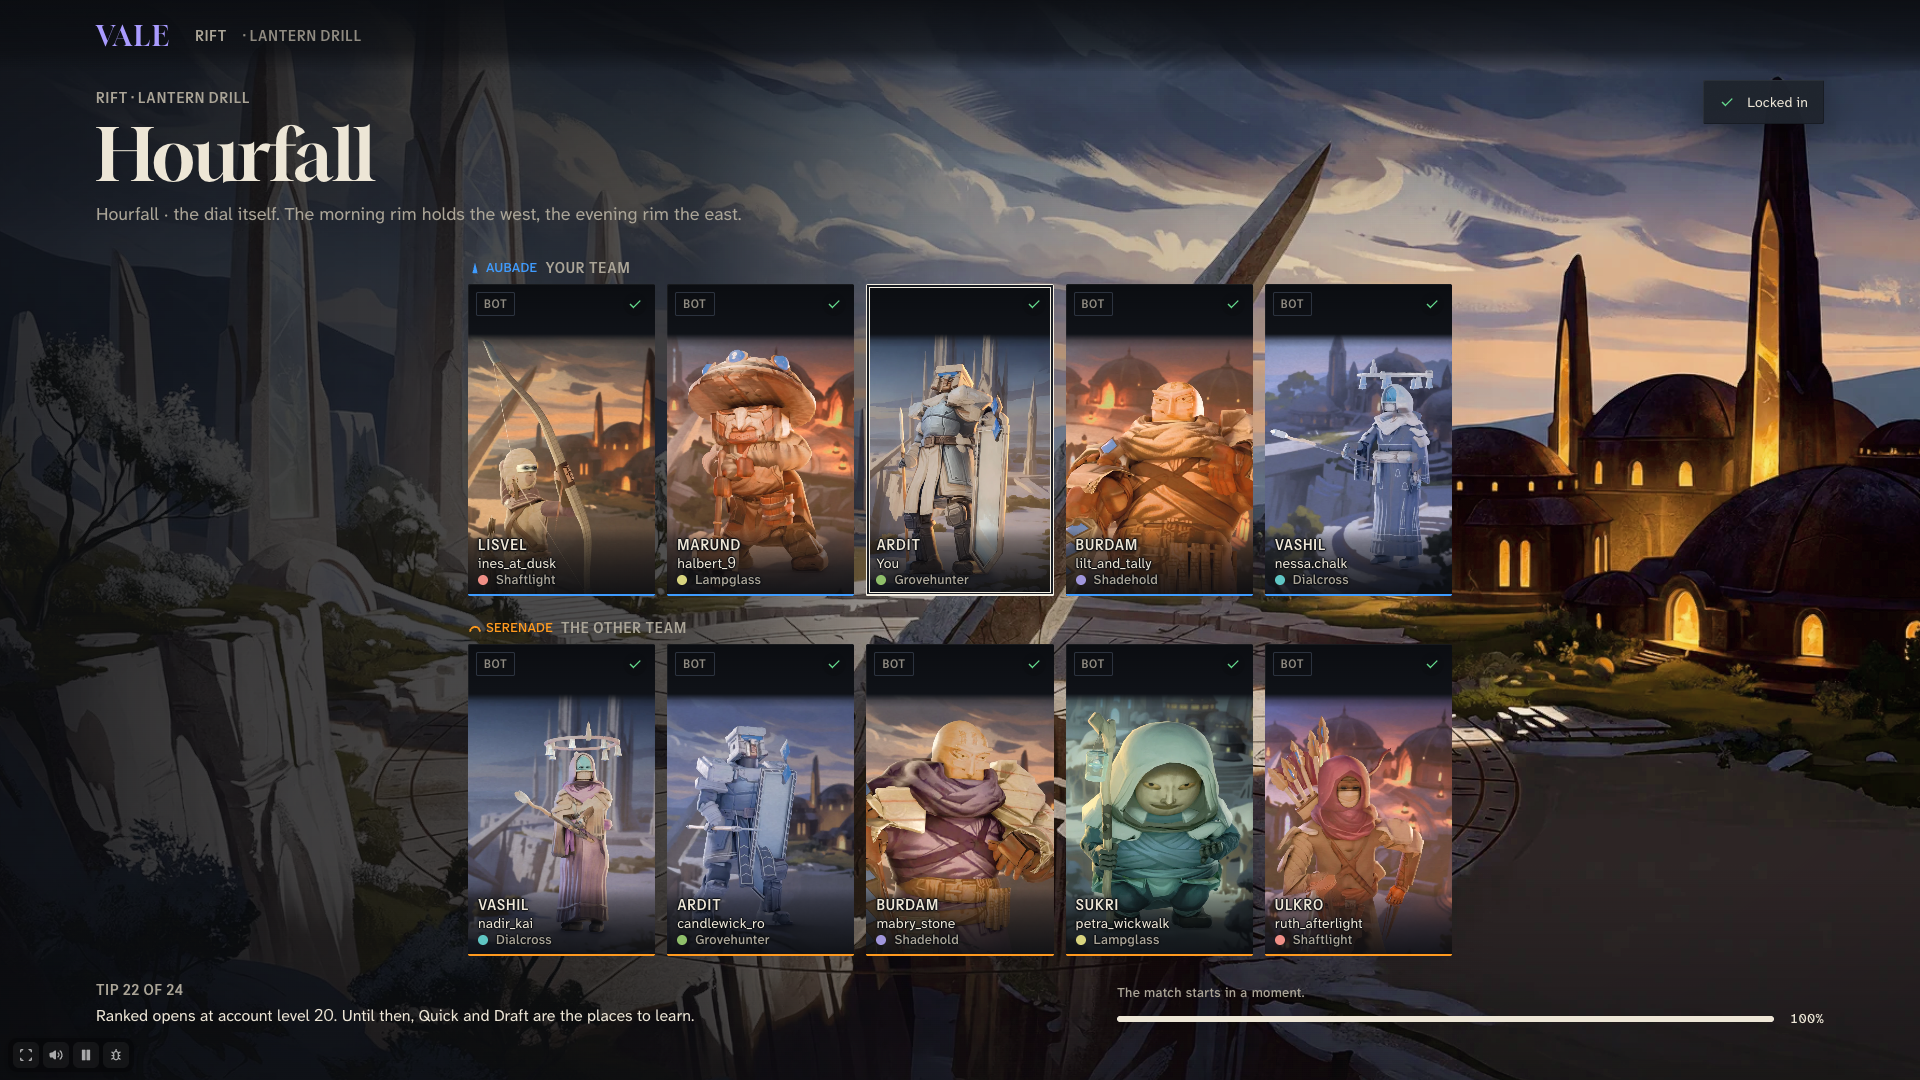 VALE RIFT · LANTERN DRILL
RIFT · LANTERN DRILL
Locked in
Hourfall
Hourfall · the dial itself. The morning rim holds the west, the evening rim the east.
AUBADE YOUR TEAM
BOT BOT BOT BOT
LISVEL MARUND ARDIT BURDAM VASHIL
ines_at_dusk halbert_9 You lilt_and_tally nessa.chalk
Shaftlight Lampglass Grovehunter Shadehold Dialcross
SERENADE THE OTHER TEAM
BOT BOT BOT BOT BOT
VASHIL ARDIT BURDAM SUKRI ULKRO
nadir_kai candlewick_ro mabry_stone petra_wickwalk ruth_afterlight
Dialcross Grovehunter Shadehold Lampglass Shaftlight
TIP 22 OF 24
Ranked opens at account level 20. Until then, Quick and Draft are the places to learn.
The match starts in a moment.
100%